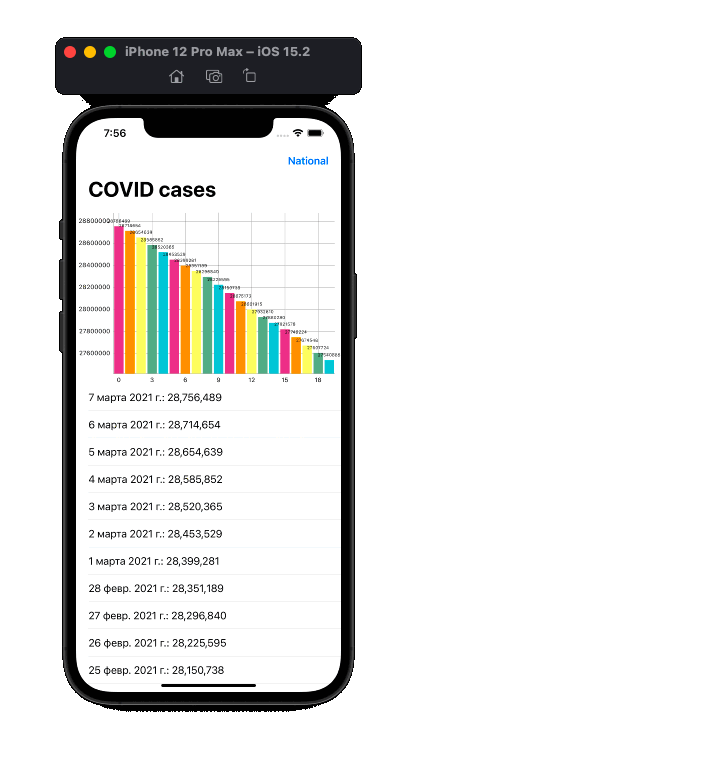 iPhone 12 Pro Max – iOS 15.2
7:56
National
COVID cases
28800000
28600000
28400000
28200000
28000000
27800000
27600000
0 3 6 9 12 15 18
7 марта 2021 г.: 28,756,489
6 марта 2021 г.: 28,714,654
5 марта 2021 г.: 28,654,639
4 марта 2021 г.: 28,585,852
3 марта 2021 г.: 28,520,365
2 марта 2021 г.: 28,453,529
1 марта 2021 г.: 28,399,281
28 февр. 2021 г.: 28,351,189
27 февр. 2021 г.: 28,296,840
26 февр. 2021 г.: 28,225,595
25 февр. 2021 г.: 28,150,738